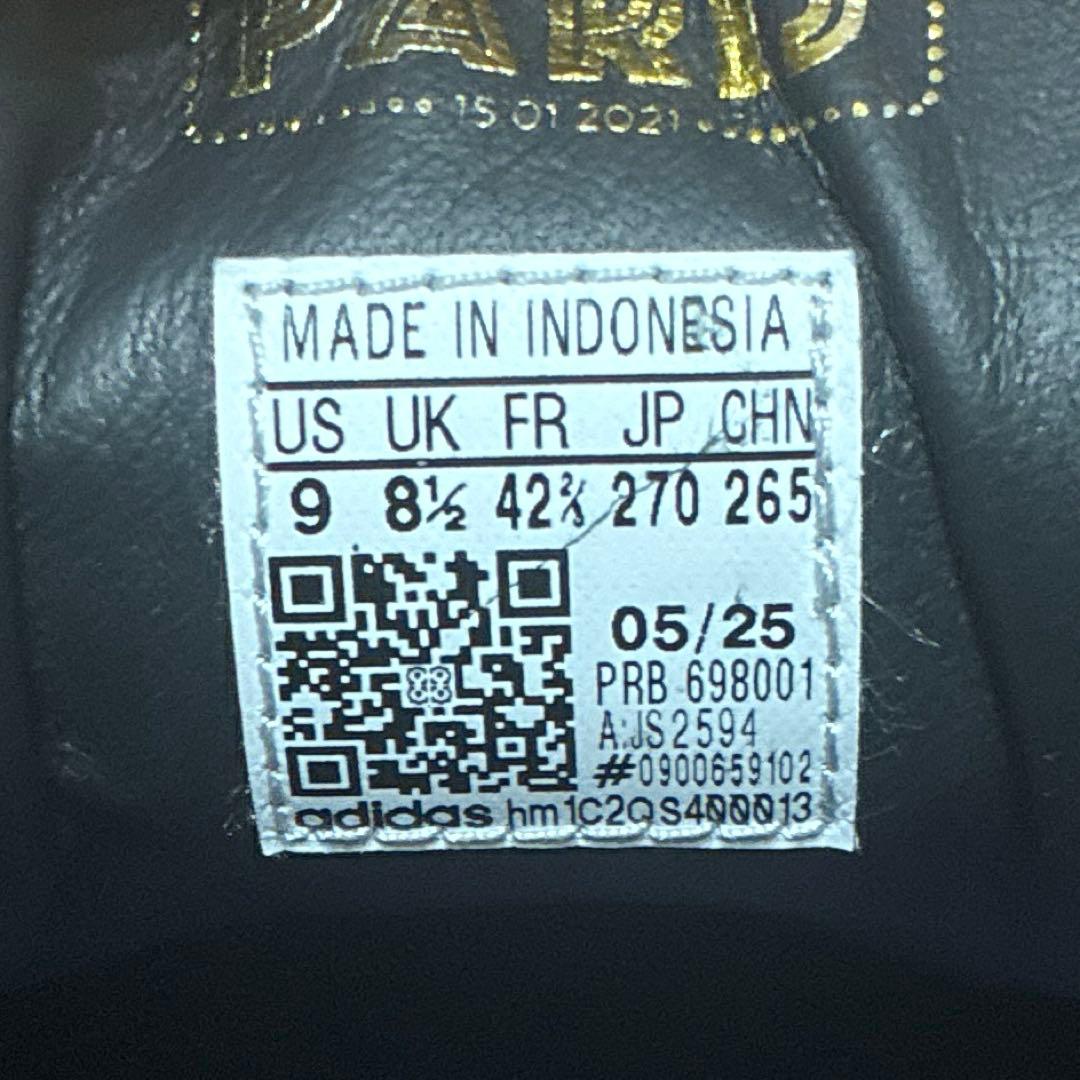 PARIS
15 01 2021
MADE IN INDONESIA
US UK FR JP CHN
9 8½ 42⅔ 270 265
05/25
PRB 698001
A:JS2594
#0900659102
adidas hm1C2QS400013